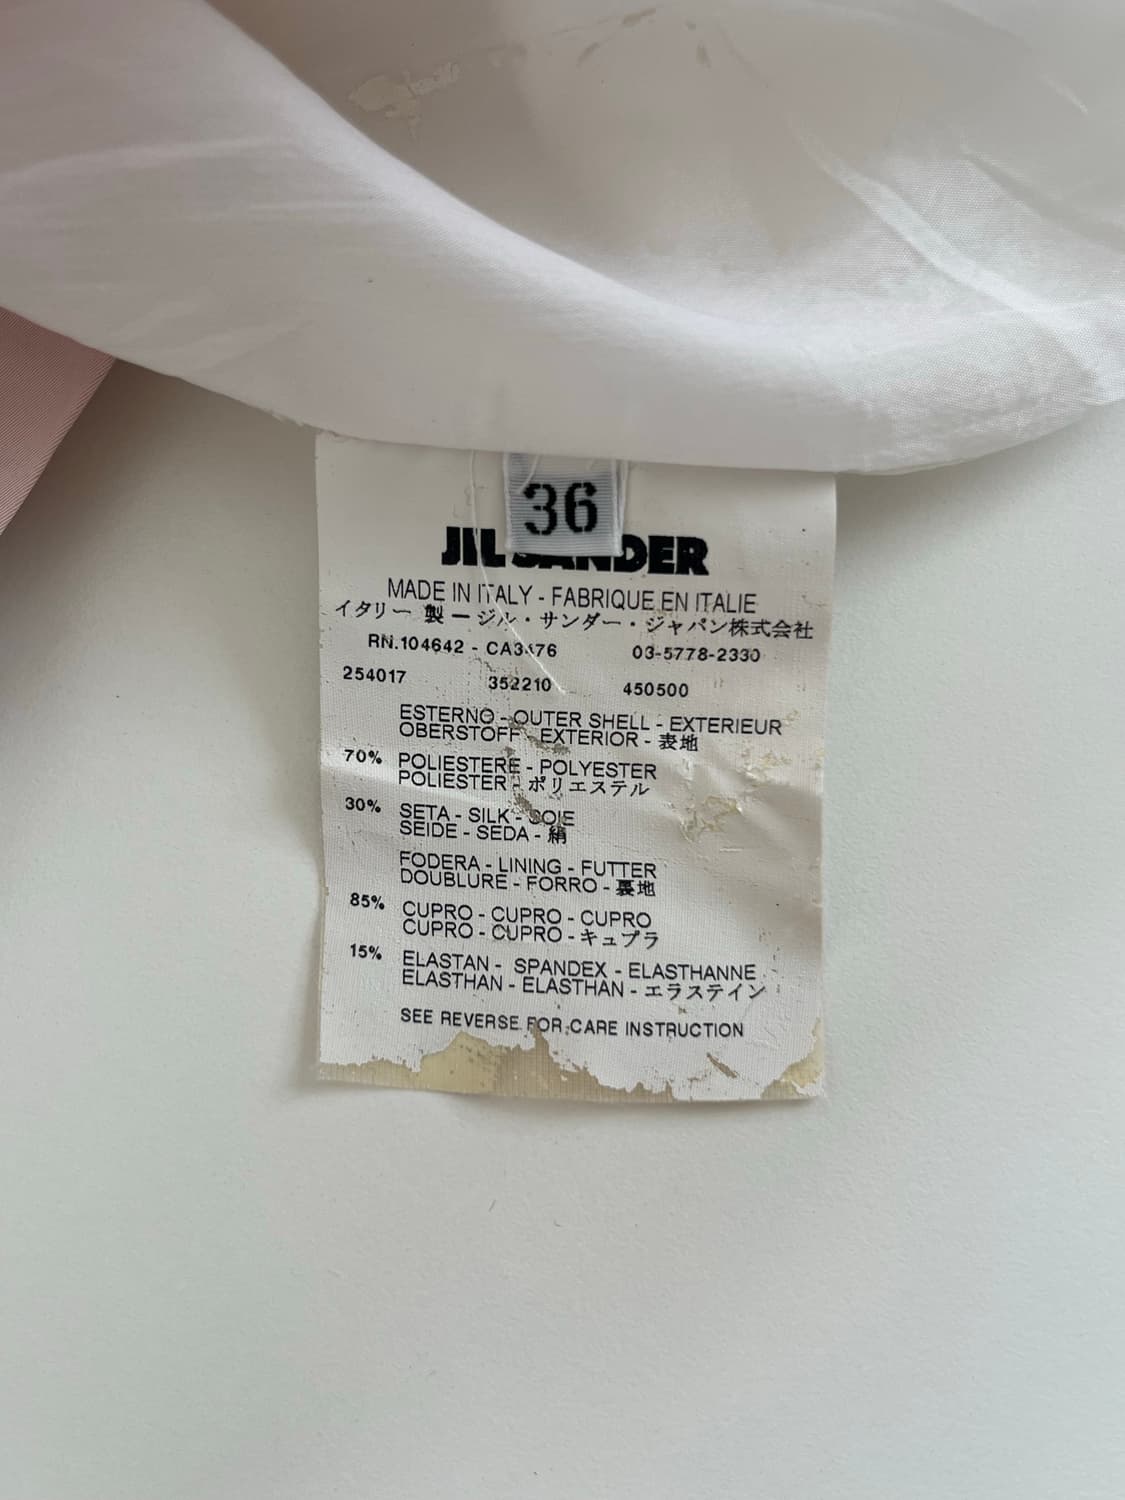 36
JIL SANDER
MADE IN ITALY - FABRIQUE EN ITALIE
イタリー 製 ー ジル・サンダー・ジャパン株式会社
RN.104642 - CA3476 03-5778-2330
254017 352210 450500
ESTERNO - OUTER SHELL - EXTERIEUR
OBERSTOFF - EXTERIOR - 表地
70% POLIESTERE - POLYESTER
POLIESTER - ポリエステル
30% SETA - SILK - SOIE
SEIDE - SEDA - 絹
FODERA - LINING - FUTTER
DOUBLURE - FORRO - 裏地
85% CUPRO - CUPRO - CUPRO
CUPRO - CUPRO - キュプラ
15% ELASTAN - SPANDEX - ELASTHANNE
ELASTHAN - ELASTHAN - エラステイン
SEE REVERSE FOR CARE INSTRUCTION